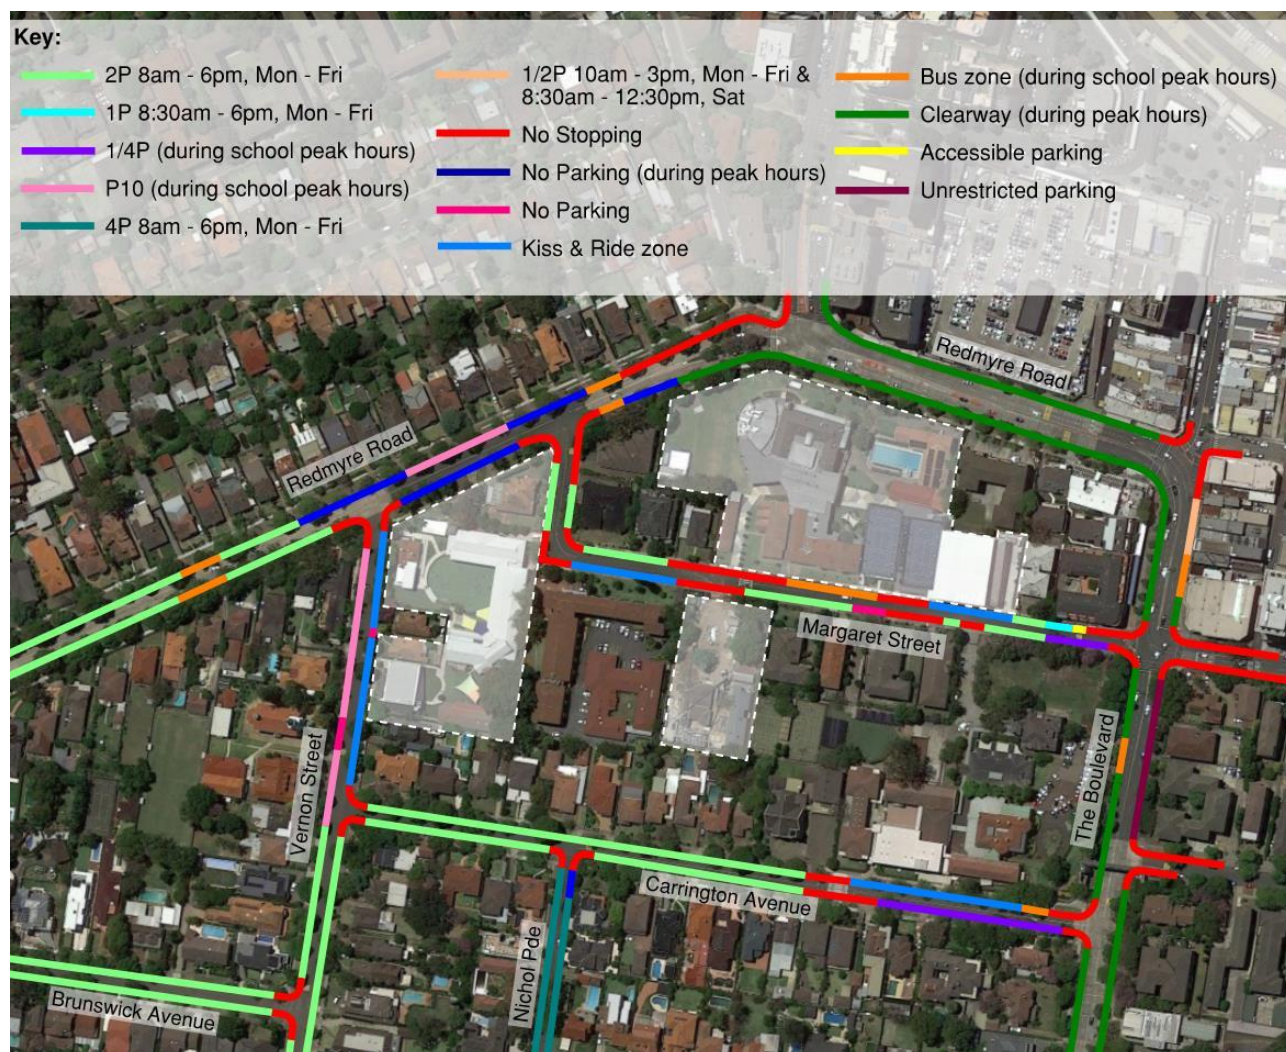 Key:
2P 8am - 6pm, Mon - Fri
1P 8:30am - 6pm, Mon - Fri
1/4P (during school peak hours)
P10 (during school peak hours)
4P 8am - 6pm, Mon - Fri
1/2P 10am - 3pm, Mon - Fri &
8:30am - 12:30pm, Sat
No Stopping
No Parking (during peak hours)
No Parking
Kiss & Ride zone
Bus zone (during school peak hours)
Clearway (during peak hours)
Accessible parking
Unrestricted parking
Redmyre Road
Redmyre Road
Margaret Street
Vernon Street
The Boulevard
Carrington Avenue
Nichol Pde
Brunswick Avenue